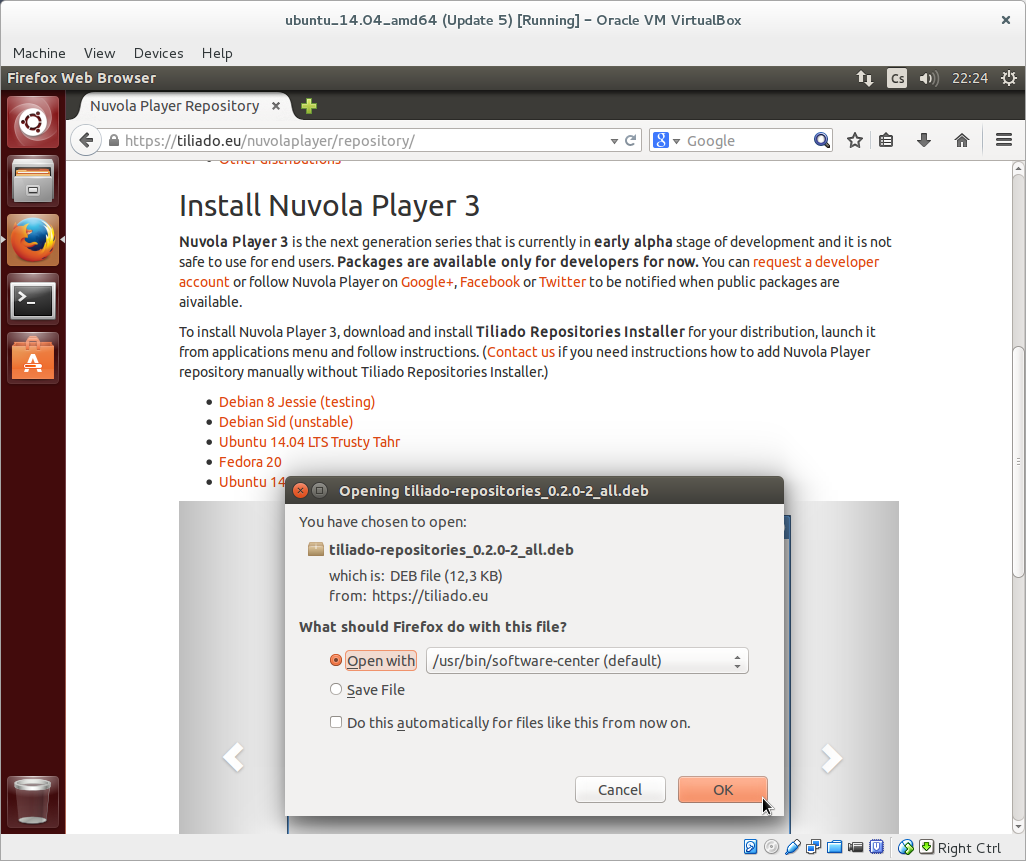 ubuntu_14.04_amd64 (Update 5) [Running] – Oracle VM VirtualBox
Machine View Devices Help
Firefox Web Browser Cs 22:24
Nuvola Player Repository
https://tiliado.eu/nuvolaplayer/repository/ 8 Google
Other distributions
Install Nuvola Player 3
Nuvola Player 3 is the next generation series that is currently in early alpha stage of development and it is not
safe to use for end users. Packages are available only for developers for now. You can request a developer
account or follow Nuvola Player on Google+, Facebook or Twitter to be notified when public packages are
aivailable.
To install Nuvola Player 3, download and install Tiliado Repositories Installer for your distribution, launch it
from applications menu and follow instructions. (Contact us if you need instructions how to add Nuvola Player
repository manually without Tiliado Repositories Installer.)
• Debian 8 Jessie (testing)
• Debian Sid (unstable)
• Ubuntu 14.04 LTS Trusty Tahr
• Fedora 20
• Ubuntu 14
Opening tiliado-repositories_0.2.0-2_all.deb
You have chosen to open:
tiliado-repositories_0.2.0-2_all.deb
which is: DEB file (12,3 KB)
from: https://tiliado.eu
What should Firefox do with this file?
Open with /usr/bin/software-center (default)
Save File
Do this automatically for files like this from now on.
Cancel OK
Right Ctrl